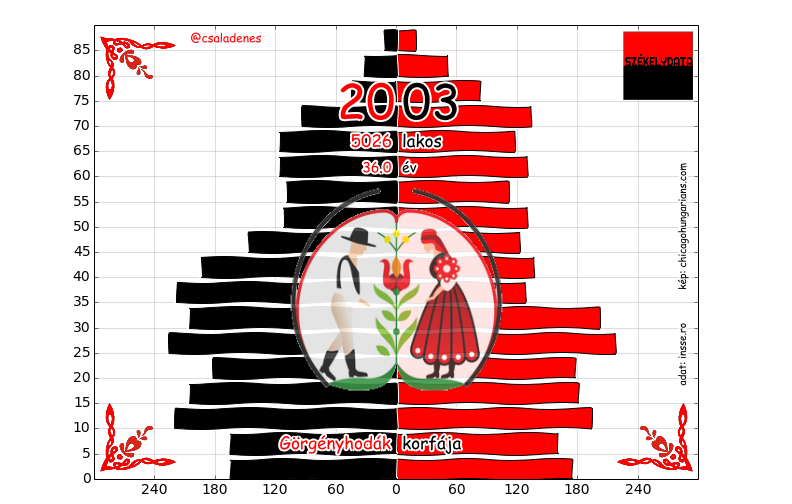 @csaladenes
SZÉKELYDATA
2003
5026 lakos
36.0 év
kép: chicagohungarians.com
adat: insse.ro
Görgényhodák korfája
85
80
75
70
65
60
55
50
45
40
35
30
25
20
15
10
5
0
240 180 120 60 0 60 120 180 240